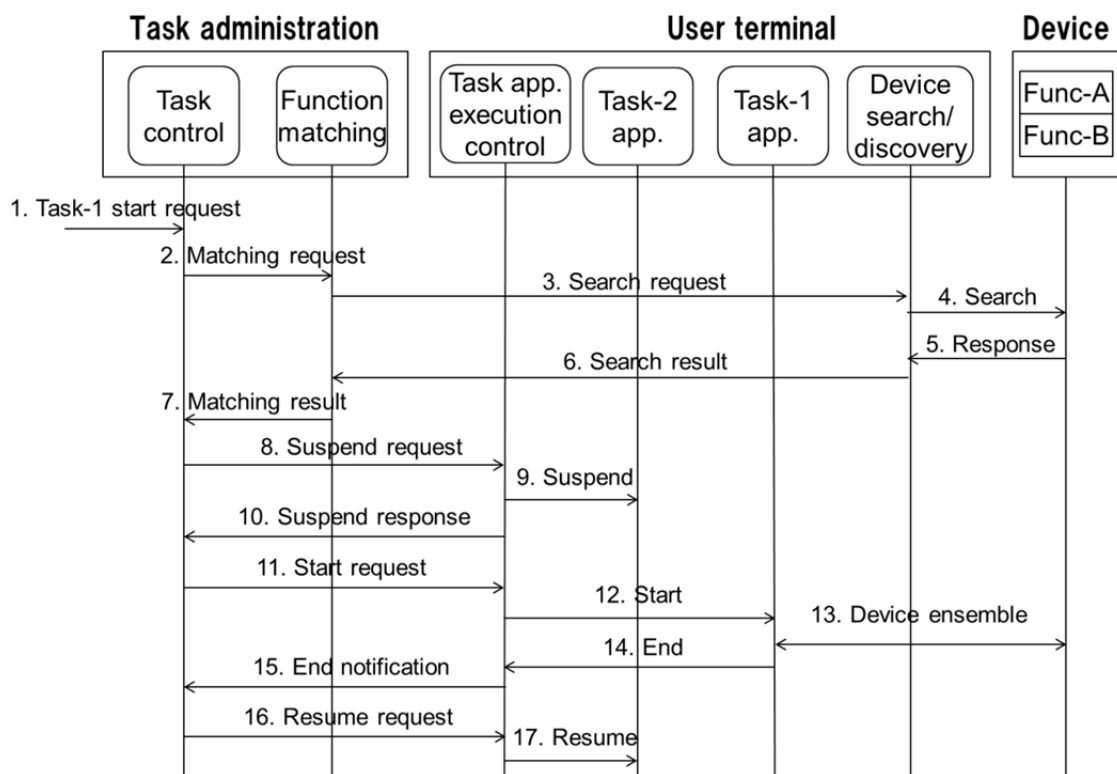 Task administration
User terminal
Device
Task
control
Function
matching
Task app.
execution
control
Task-2
app.
Task-1
app.
Device
search/
discovery
Func-A
Func-B
1. Task-1 start request
2. Matching request
3. Search request
4. Search
5. Response
6. Search result
7. Matching result
8. Suspend request
9. Suspend
10. Suspend response
11. Start request
12. Start
13. Device ensemble
14. End
15. End notification
16. Resume request
17. Resume